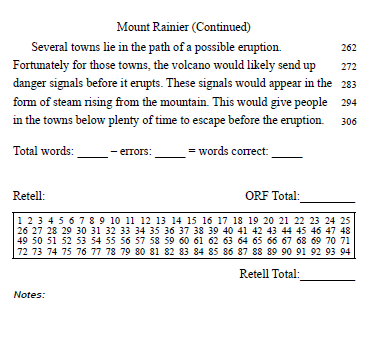 Mount Rainier (Continued)
Several towns lie in the path of a possible eruption. 262
Fortunately for those towns, the volcano would likely send up 272
danger signals before it erupts. These signals would appear in the 283
form of steam rising from the mountain. This would give people 294
in the towns below plenty of time to escape before the eruption. 306
Total words: _____ – errors: _____ = words correct: _____
Retell: ORF Total:_________
1 2 3 4 5 6 7 8 9 10 11 12 13 14 15 16 17 18 19 20 21 22 23 24 25
26 27 28 29 30 31 32 33 34 35 36 37 38 39 40 41 42 43 44 45 46 47 48
49 50 51 52 53 54 55 56 57 58 59 60 61 62 63 64 65 66 67 68 69 70 71
72 73 74 75 76 77 78 79 80 81 82 83 84 85 86 87 88 89 90 91 92 93 94
Retell Total:_________
Notes: